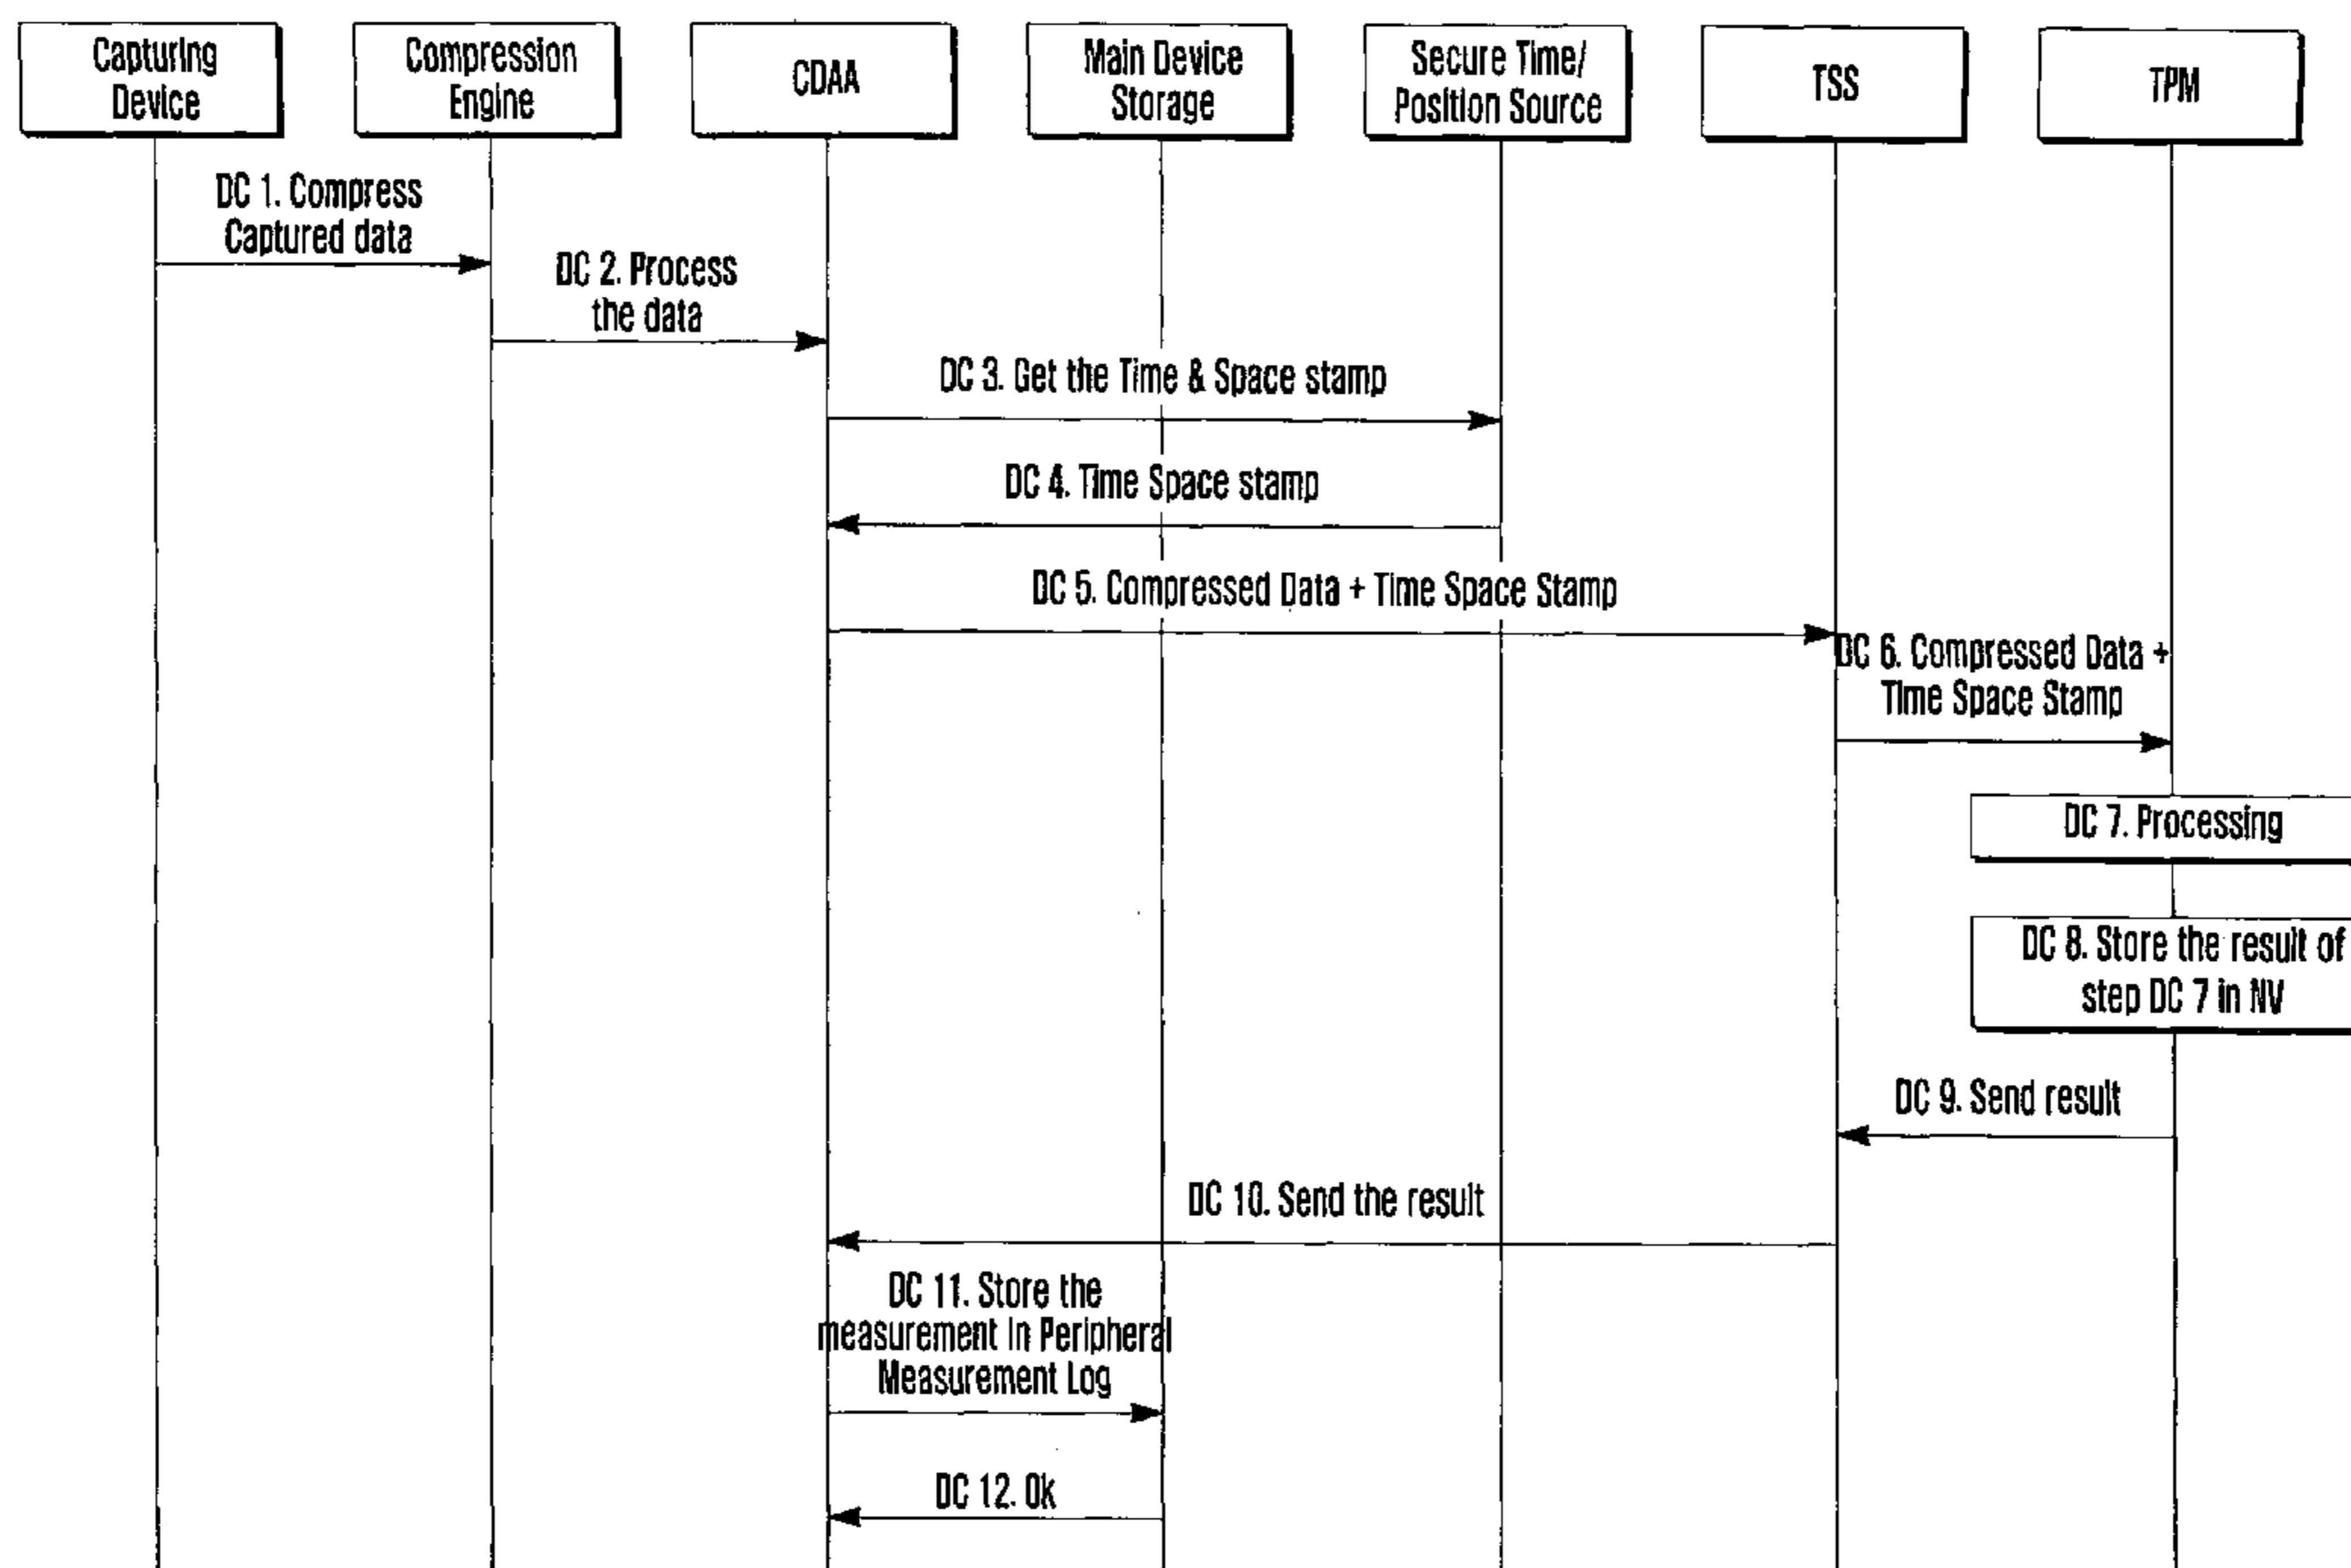 Capturing
Device
Compression
Engine
CDAA
Main Device
Storage
Secure Time/
Position Source
TSS
TPM
DC 1. Compress
Captured data
DC 2. Process
the data
DC 3. Get the Time & Space stamp
DC 4. Time Space stamp
DC 5. Compressed Data + Time Space Stamp
DC 6. Compressed Data +
Time Space Stamp
DC 7. Processing
DC 8. Store the result of
step DC 7 in NV
DC 9. Send result
DC 10. Send the result
DC 11. Store the
measurement in Peripheral
Measurement Log
DC 12. Ok